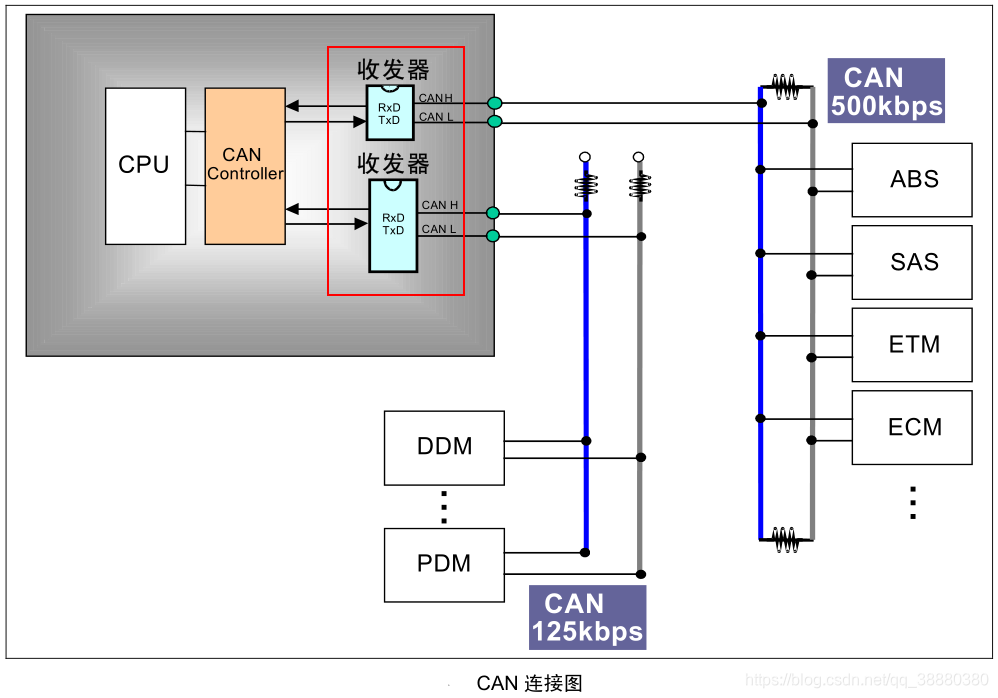 收发器
CPU
CAN
Controller
RxD
TxD
CAN H
CAN L
收发器
RxD
TxD
CAN H
CAN L
CAN
500kbps
ABS
SAS
ETM
ECM
DDM
PDM
CAN
125kbps
CAN 连接图
https://blog.csdn.net/qq_38880380